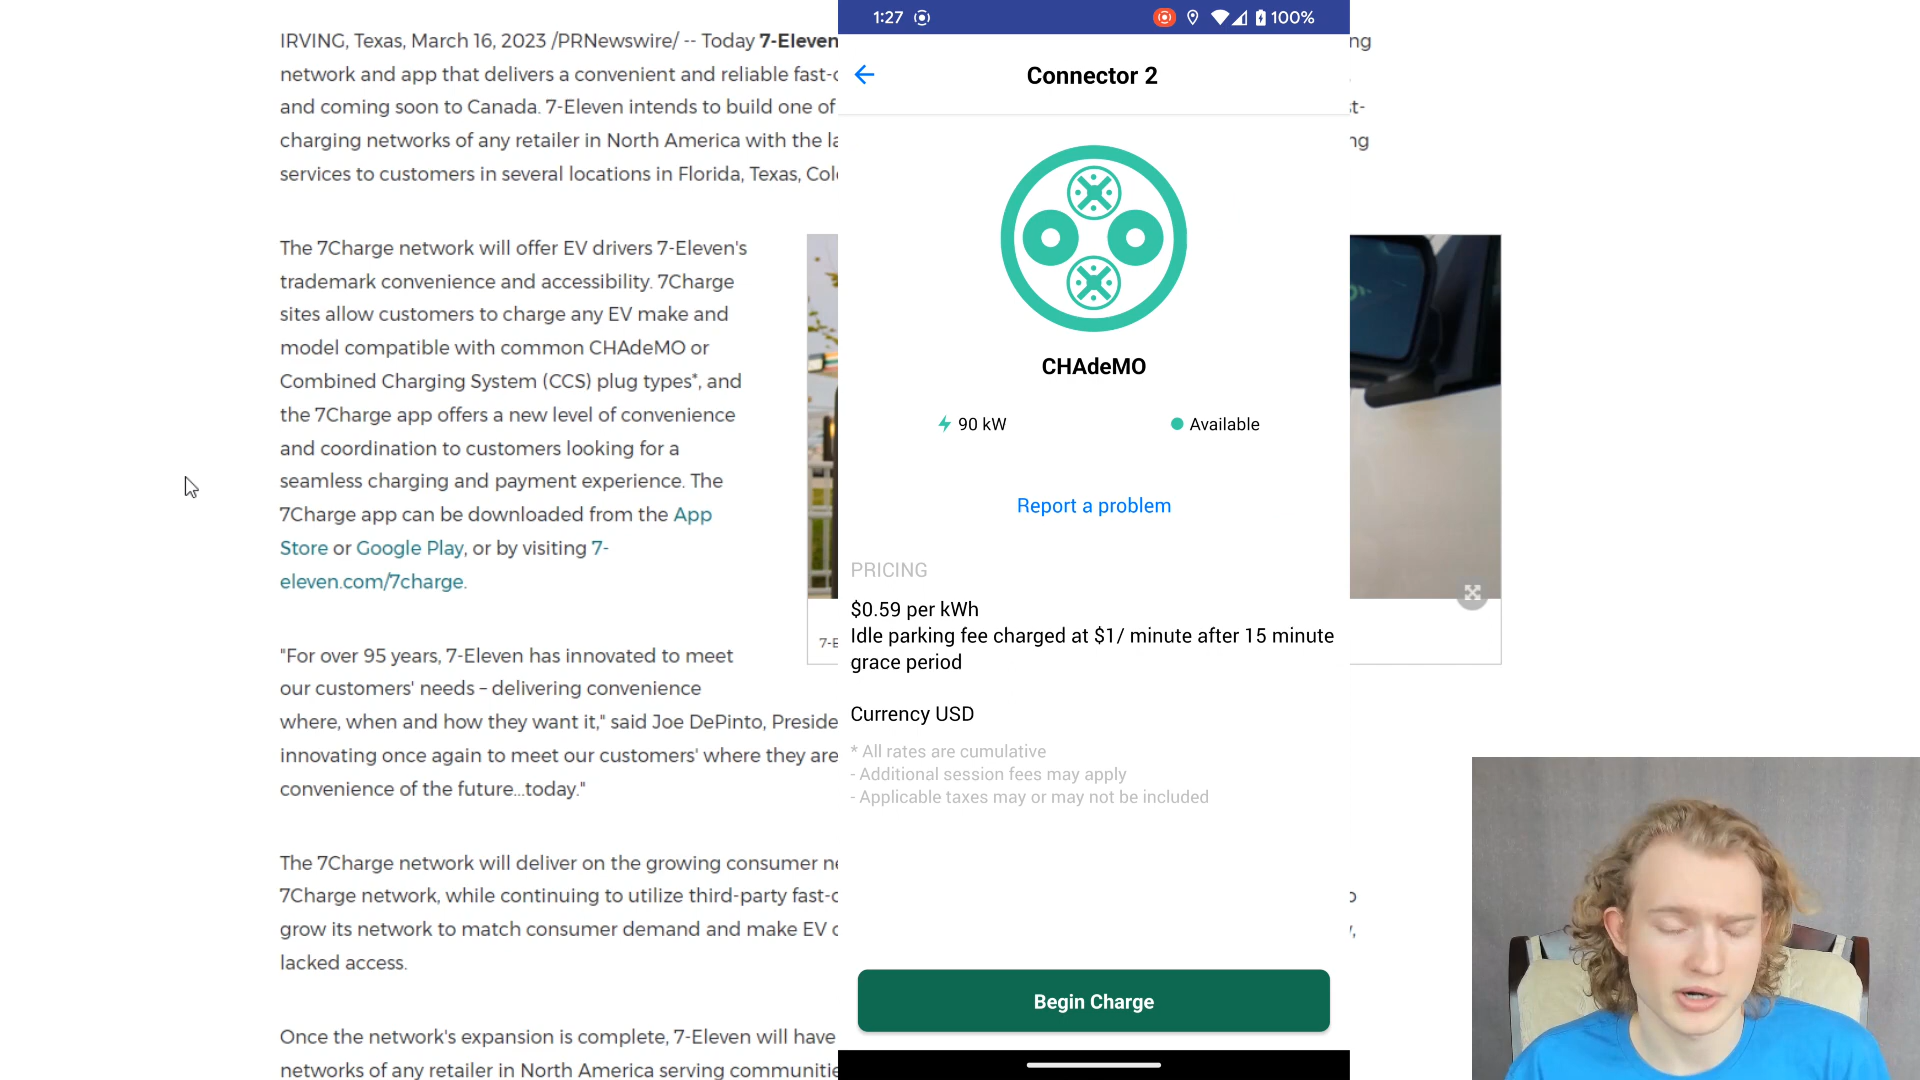 IRVING, Texas, March 16, 2023 /PRNewswire/ -- Today 7-Eleven
network and app that delivers a convenient and reliable fast-c
and coming soon to Canada. 7-Eleven intends to build one of
charging networks of any retailer in North America with the la
services to customers in several locations in Florida, Texas, Col
ng
t-
ng
The 7Charge network will offer EV drivers 7-Eleven's
trademark convenience and accessibility. 7Charge
sites allow customers to charge any EV make and
model compatible with common CHAdeMO or
Combined Charging System (CCS) plug types*, and
the 7Charge app offers a new level of convenience
and coordination to customers looking for a
seamless charging and payment experience. The
7Charge app can be downloaded from the App
Store or Google Play, or by visiting 7-
eleven.com/7charge.
"For over 95 years, 7-Eleven has innovated to meet
our customers' needs – delivering convenience
where, when and how they want it," said Joe DePinto, Preside
innovating once again to meet our customers' where they are
convenience of the future...today."
The 7Charge network will deliver on the growing consumer ne
7Charge network, while continuing to utilize third-party fast-c
grow its network to match consumer demand and make EV c
lacked access.
Once the network's expansion is complete, 7-Eleven will have
networks of any retailer in North America serving communitie
7-E
1:27
100%
Connector 2
CHAdeMO
90 kW
Available
Report a problem
PRICING
$0.59 per kWh
Idle parking fee charged at $1/ minute after 15 minute
grace period
Currency USD
* All rates are cumulative
- Additional session fees may apply
- Applicable taxes may or may not be included
Begin Charge